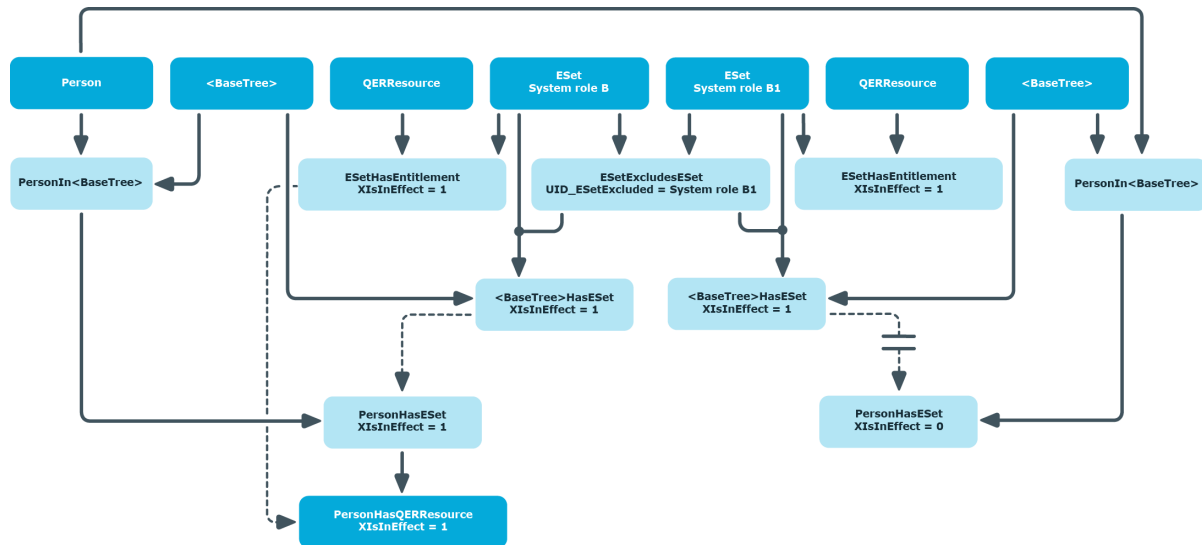 Person
<BaseTree>
QERResource
ESet
System role B
ESet
System role B1
QERResource
<BaseTree>
PersonIn<BaseTree>
ESetHasEntitlement
XIsInEffect = 1
ESetExcludesESet
UID_ESetExcluded = System role B1
ESetHasEntitlement
XIsInEffect = 1
PersonIn<BaseTree>
<BaseTree>HasESet
XIsInEffect = 1
<BaseTree>HasESet
XIsInEffect = 1
PersonHasESet
XIsInEffect = 1
PersonHasESet
XIsInEffect = 0
PersonHasQERResource
XIsInEffect = 1